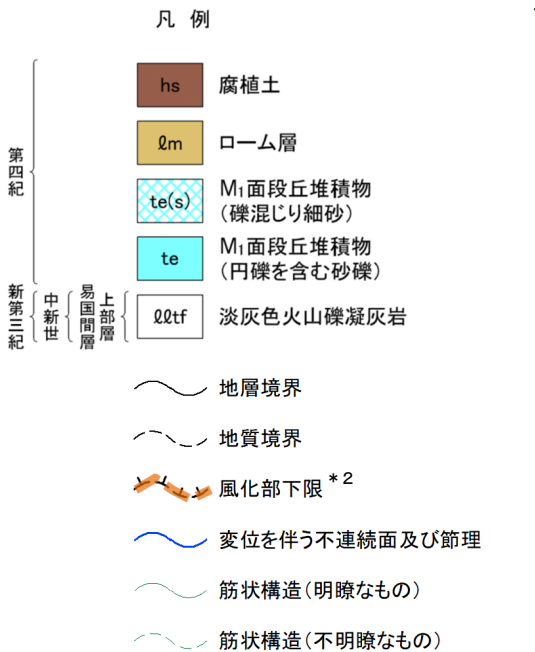 凡 例
第四紀
hs 腐植土
ℓm ローム層
te(s) M₁面段丘堆積物
(礫混じり細砂)
te M₁面段丘堆積物
(円礫を含む砂礫)
新第三紀 中新世 易国間層 上部層 ℓℓtf 淡灰色火山礫凝灰岩
地層境界
地質境界
風化部下限*2
変位を伴う不連続面及び節理
筋状構造(明瞭なもの)
筋状構造(不明瞭なもの)